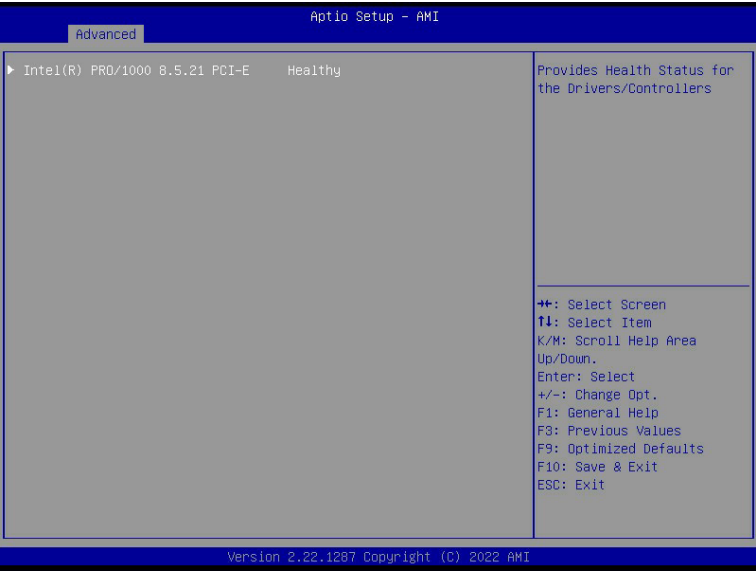 Aptio Setup – AMI
Advanced
▶ Intel(R) PRO/1000 8.5.21 PCI-E Healthy
Provides Health Status for
the Drivers/Controllers
→←: Select Screen
↑↓: Select Item
K/M: Scroll Help Area
Up/Down.
Enter: Select
+/-: Change Opt.
F1: General Help
F3: Previous Values
F9: Optimized Defaults
F10: Save & Exit
ESC: Exit
Version 2.22.1287 Copyright (C) 2022 AMI